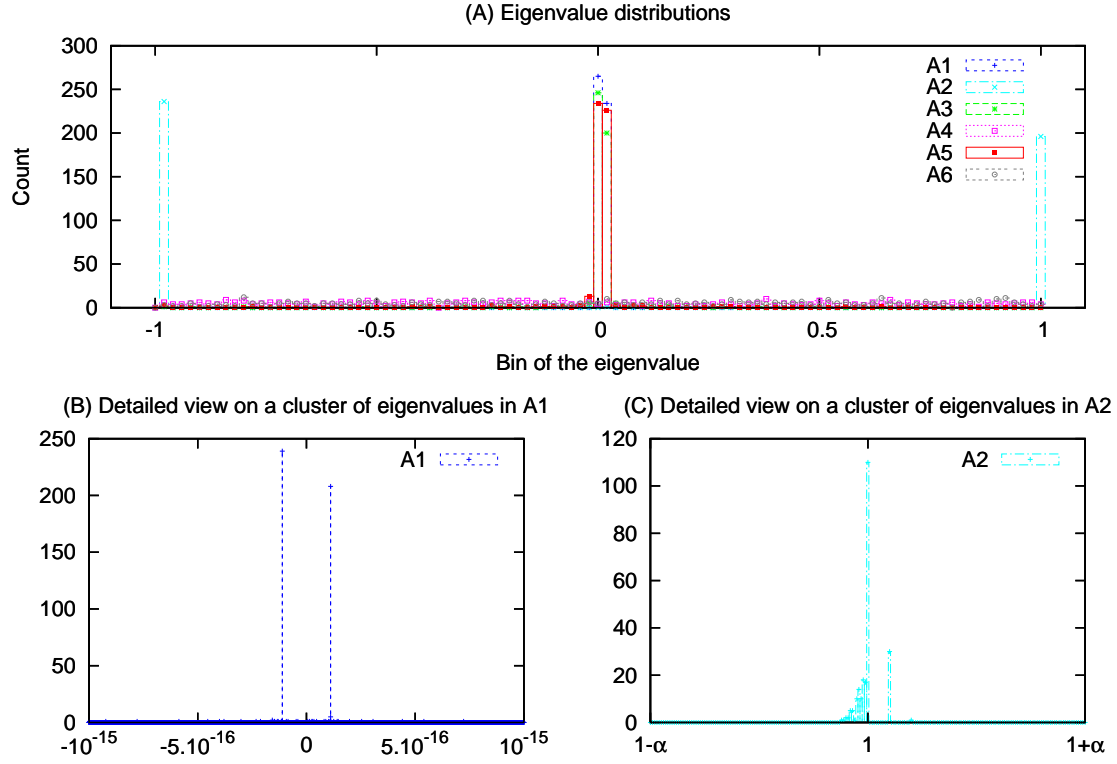 (A) Eigenvalue distributions
300
250
200
150
100
50
0
Count
A1
A2
A3
A4
A5
A6
-1
-0.5
0
0.5
1
Bin of the eigenvalue
(B) Detailed view on a cluster of eigenvalues in A1
250
200
150
100
50
0
A1
-10⁻¹⁵
-5.10⁻¹⁶
0
5.10⁻¹⁶
10⁻¹⁵
(C) Detailed view on a cluster of eigenvalues in A2
120
100
80
60
40
20
0
A2
1-α
1
1+α